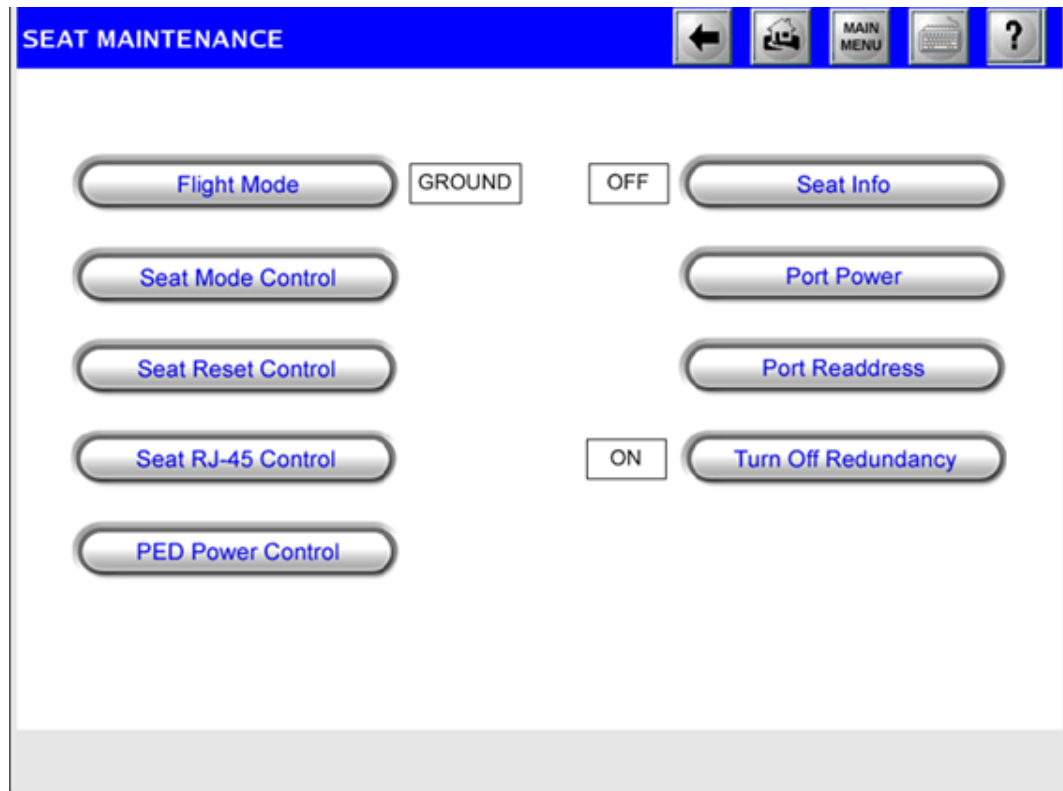 SEAT MAINTENANCE
MAIN
MENU
?
Flight Mode
GROUND
OFF
Seat Info
Seat Mode Control
Port Power
Seat Reset Control
Port Readdress
Seat RJ-45 Control
ON
Turn Off Redundancy
PED Power Control